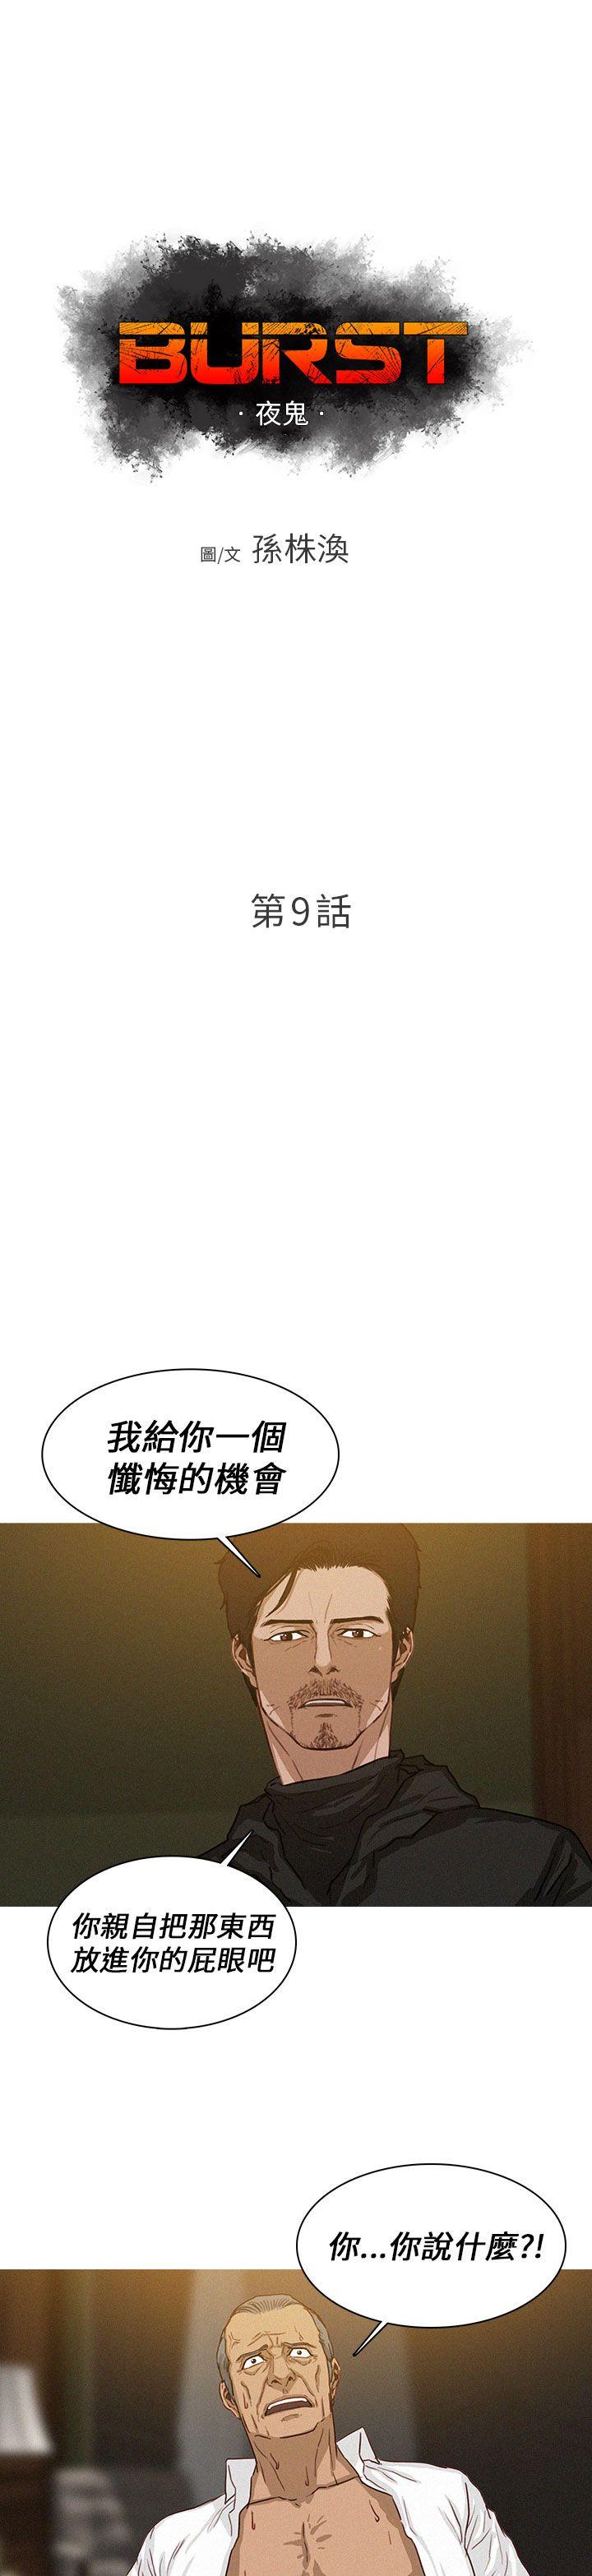 BURST
·夜鬼·
圖/文 孫株渙
第9話
我給你一個
懺悔的機會
你親自把那東西
放進你的屁眼吧
你...你說什麼?!